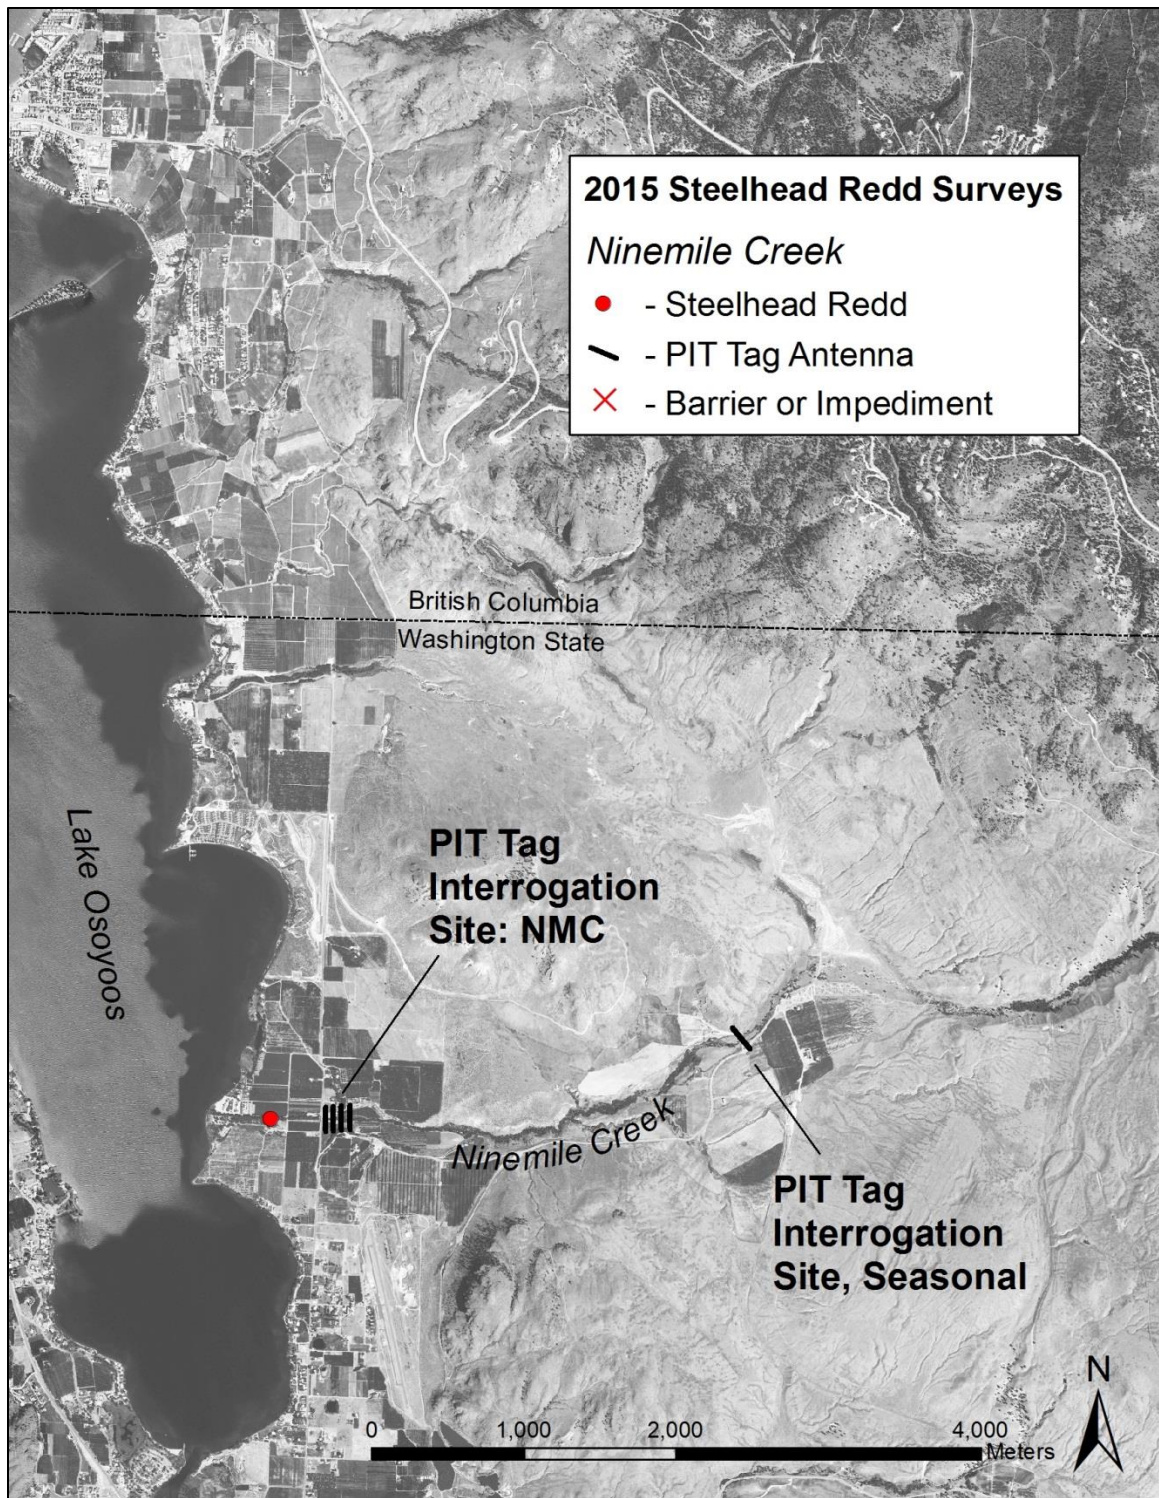 2015 Steelhead Redd Surveys
Ninemile Creek
- Steelhead Redd
- PIT Tag Antenna
- Barrier or Impediment
British Columbia
Washington State
PIT Tag
Interrogation
Site: NMC
Lake Osoyoos
Ninemile Creek
PIT Tag
Interrogation
Site, Seasonal
N
0 1,000 2,000 4,000
Meters